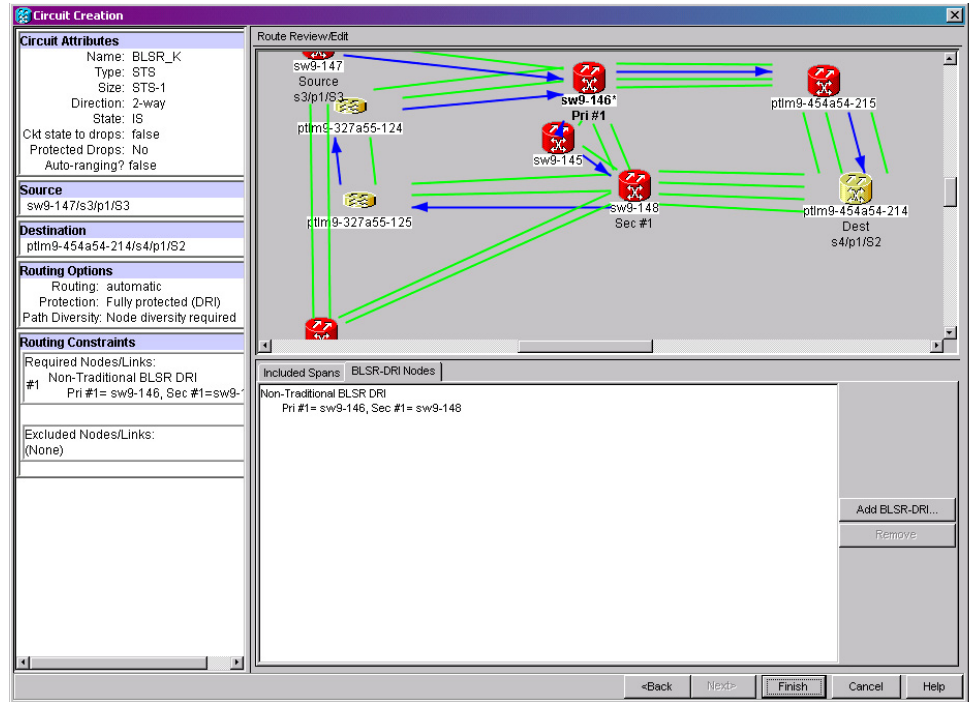 Circuit Creation
Circuit Attributes
Name: BLSR_K
Type: STS
Size: STS-1
Direction: 2-way
State: IS
Ckt state to drops: false
Protected Drops: No
Auto-ranging? false
Source
sw9-147/s3/p1/S3
Destination
ptlm9-454a54-214/s4/p1/S2
Routing Options
Routing: automatic
Protection: Fully protected (DRI)
Path Diversity: Node diversity required
Routing Constraints
Required Nodes/Links:
#1 Non-Traditional BLSR DRI
Pri #1= sw9-146, Sec #1=sw9-1
Excluded Nodes/Links:
(None)
Route Review/Edit
sw9-147
Source
s3/p1/S3
ptlm9-327a55-124
sw9-146*
Pri #1
ptlm9-454a54-215
sw9-145
ptlm9-327a55-125
sw9-148
Sec #1
ptlm9-454a54-214
Dest
s4/p1/S2
Included Spans
BLSR-DRI Nodes
Non-Traditional BLSR DRI
Pri #1= sw9-146, Sec #1= sw9-148
Add BLSR-DRI...
Remove
<Back
Next>
Finish
Cancel
Help